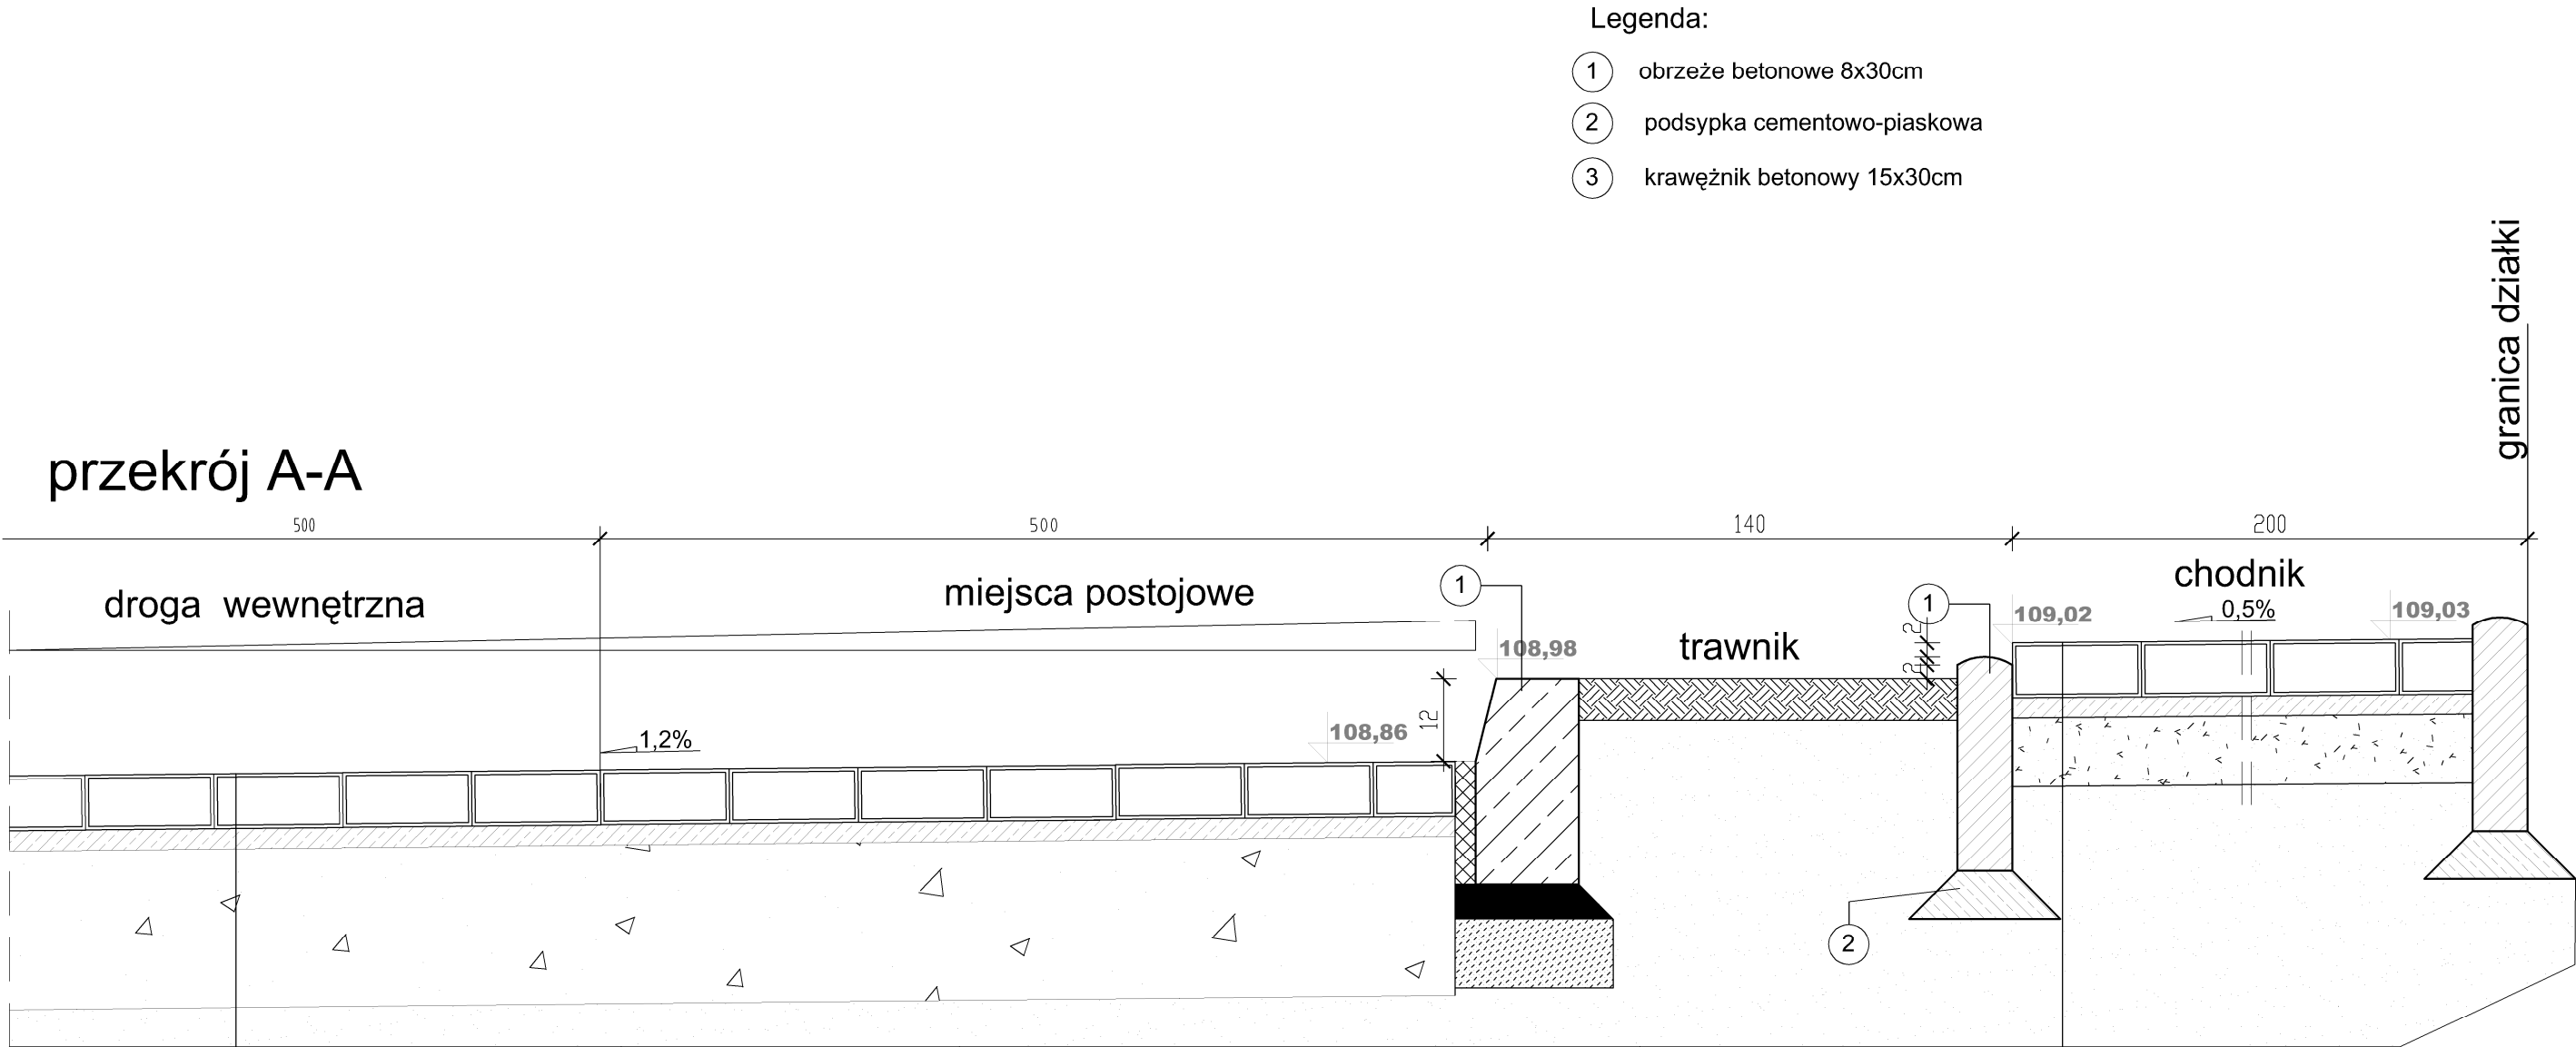 Legenda:
1 obrzeże betonowe 8x30cm
2 podsypka cementowo-piaskowa
3 krawężnik betonowy 15x30cm
granica działki
przekrój A-A
500 500 140 200
droga wewnętrzna
miejsca postojowe
1
1
chodnik
109,02
0,5%
109,03
2
trawnik
108,98
2
12
108,86
1,2%
2